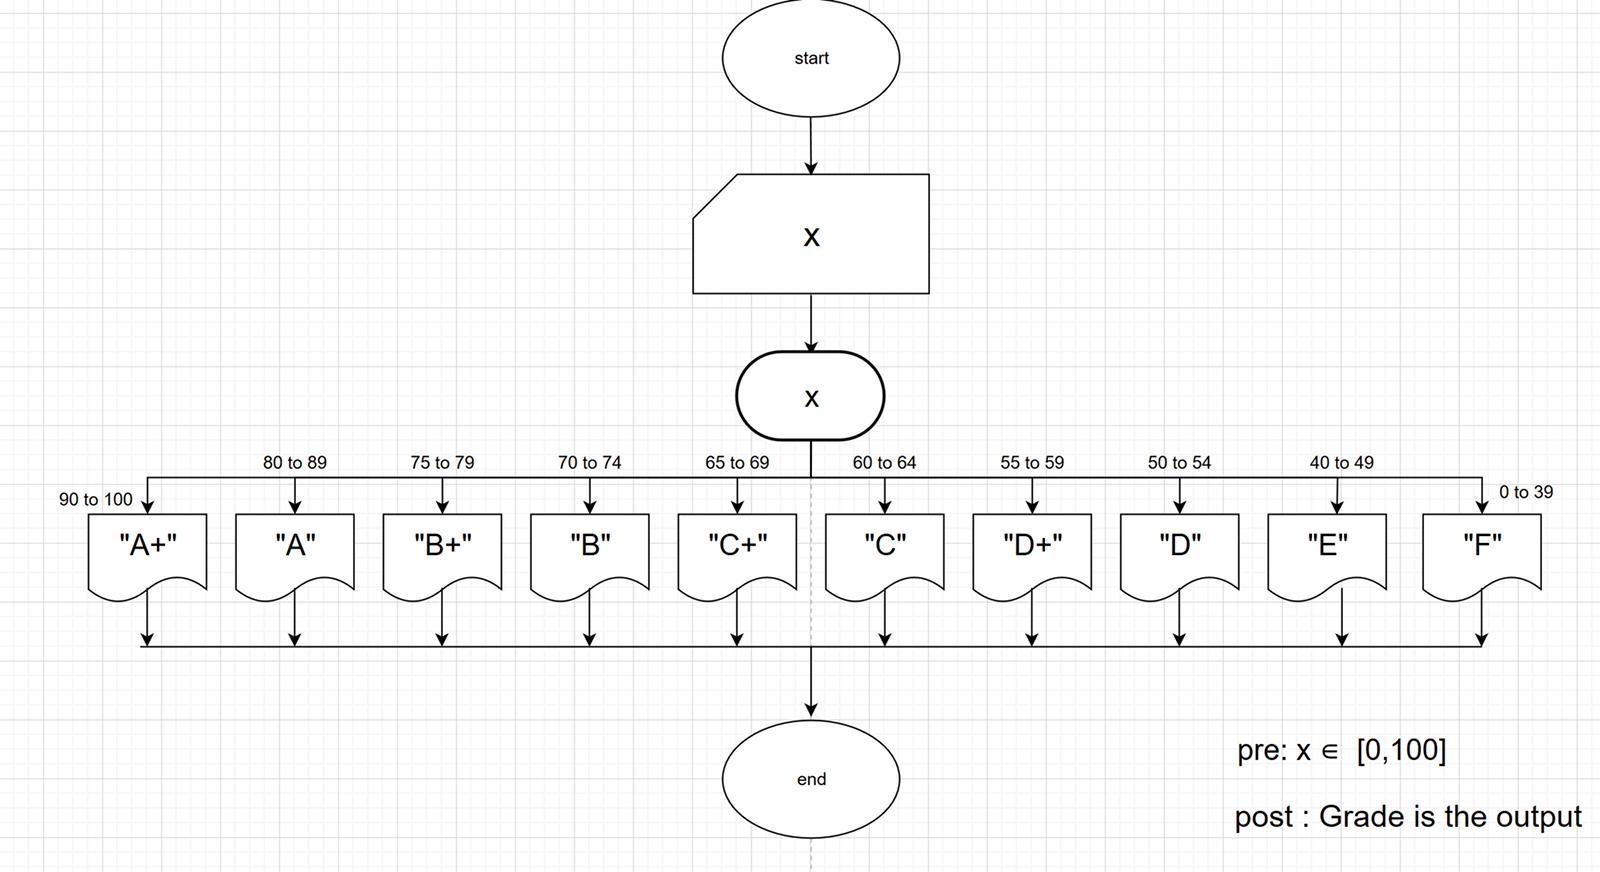 start
x
x
80 to 89
75 to 79
70 to 74
65 to 69
60 to 64
55 to 59
50 to 54
40 to 49
90 to 100
0 to 39
"A+"
"A"
"B+"
"B"
"C+"
"C"
"D+"
"D"
"E"
"F"
end
pre: x ∈ [0,100]
post : Grade is the output